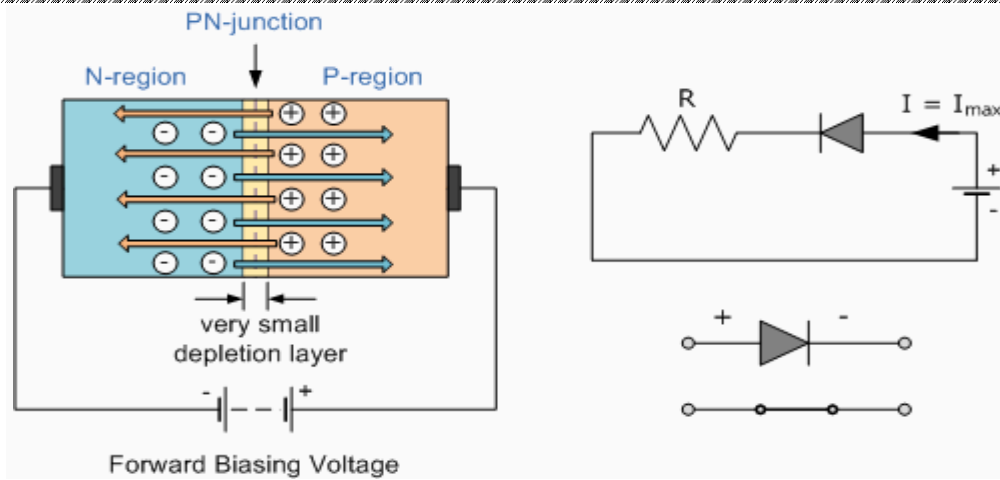 PN-junction
N-region
P-region
very small
depletion layer
- +
Forward Biasing Voltage
R
I = Imax
+
-
+ -